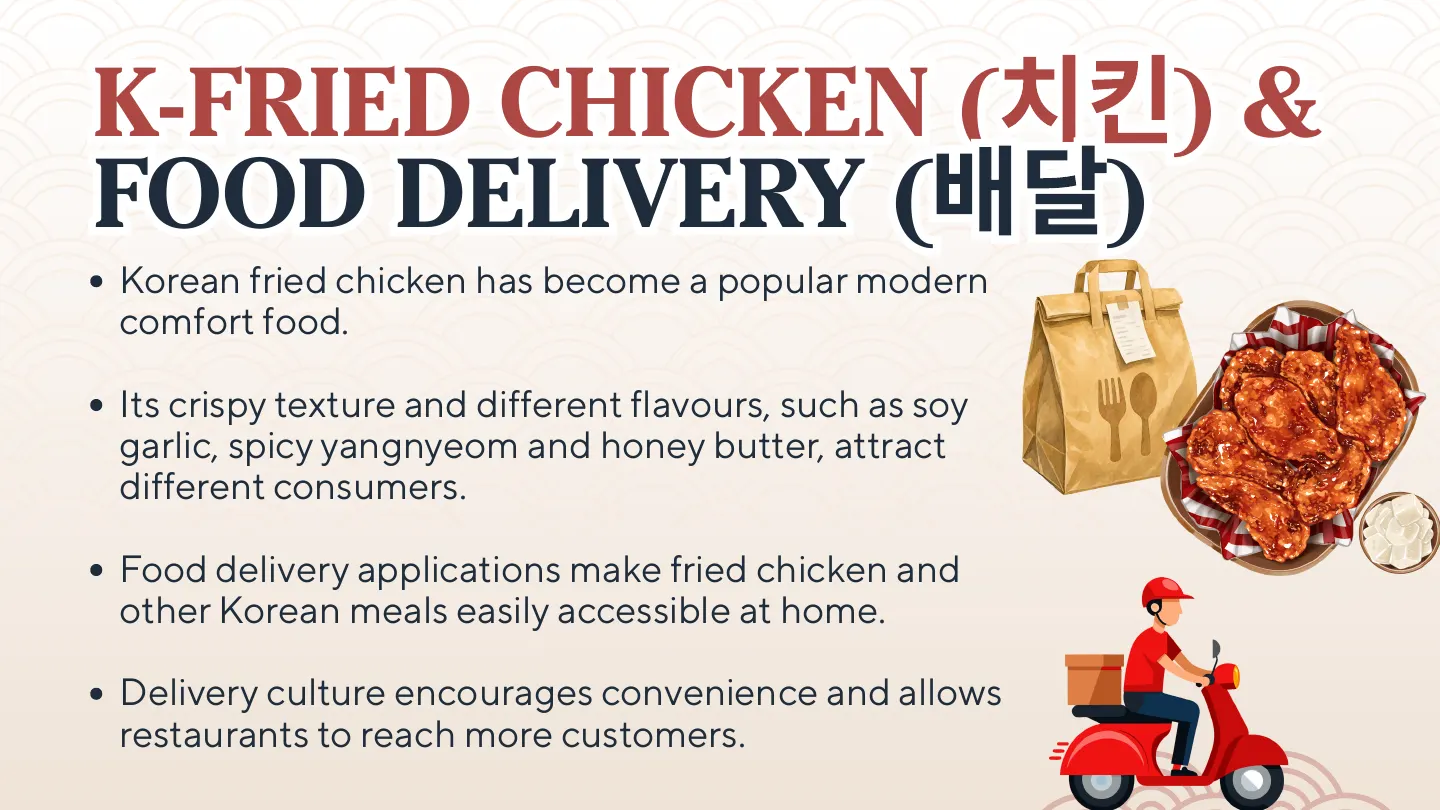 K-FRIED CHICKEN (치킨) &
FOOD DELIVERY (배달)
• Korean fried chicken has become a popular modern
comfort food.
• Its crispy texture and different flavours, such as soy
garlic, spicy yangnyeom and honey butter, attract
different consumers.
• Food delivery applications make fried chicken and
other Korean meals easily accessible at home.
• Delivery culture encourages convenience and allows
restaurants to reach more customers.